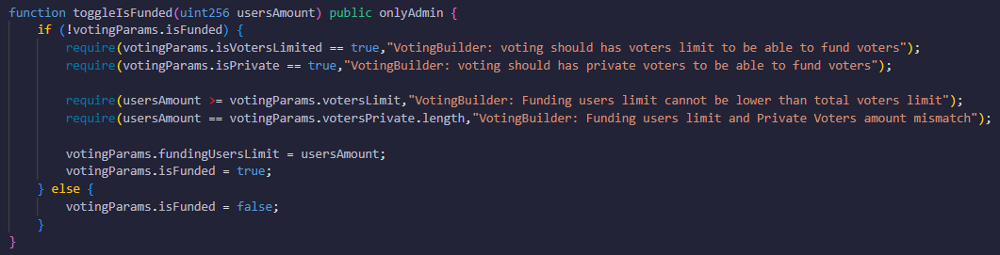 function toggleIsFunded(uint256 usersAmount) public onlyAdmin {
    if (!votingParams.isFunded) {
        require(votingParams.isVotersLimited == true,"VotingBuilder: voting should has voters limit to be able to fund voters");
        require(votingParams.isPrivate == true,"VotingBuilder: voting should has private voters to be able to fund voters");

        require(usersAmount >= votingParams.votersLimit,"VotingBuilder: Funding users limit cannot be lower than total voters limit");
        require(usersAmount == votingParams.votersPrivate.length,"VotingBuilder: Funding users limit and Private Voters amount mismatch");

        votingParams.fundingUsersLimit = usersAmount;
        votingParams.isFunded = true;
    } else {
        votingParams.isFunded = false;
    }
}